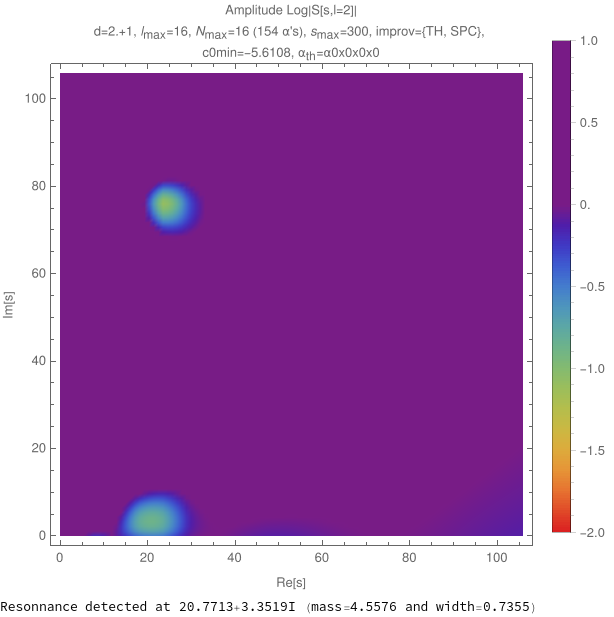 Amplitude Log|S[s,l=2]|
d=2.+1, lmax=16, Nmax=16 (154 α's), smax=300, improv={TH, SPC},
c0min=−5.6108, αth=α0x0x0x0
1.0
100
0.5
80
0.
60
Im[s]
−0.5
40
−1.0
20
−1.5
0
−2.0
0 20 40 60 80 100
Re[s]
Resonnance detected at 20.7713+3.3519I (mass=4.5576 and width=0.7355)